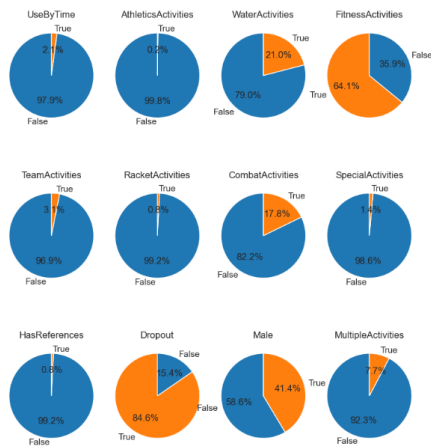 UseByTime
True
2.1%
97.9%
False
AthleticsActivities
True
0.2%
99.8%
False
WaterActivities
True
21.0%
79.0%
False
FitnessActivities
False
35.9%
64.1%
True
TeamActivities
True
3.1%
96.9%
False
RacketActivities
True
0.8%
99.2%
False
CombatActivities
True
17.8%
82.2%
False
SpecialActivities
True
1.4%
98.6%
False
HasReferences
True
0.8%
99.2%
False
Dropout
False
15.4%
84.6%
True
Male
True
41.4%
58.6%
False
MultipleActivities
True
7.7%
92.3%
False